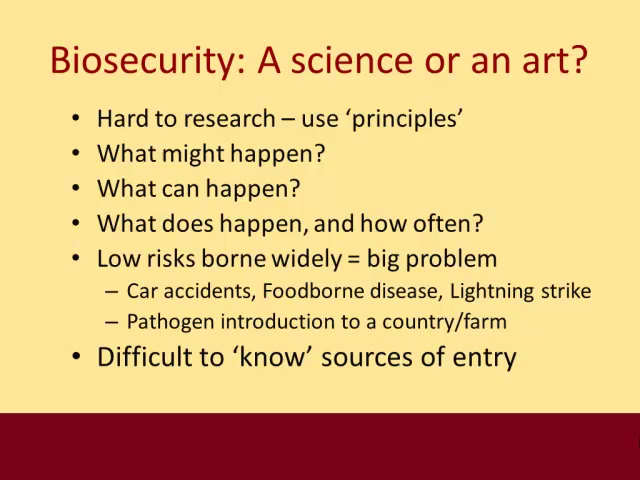 Biosecurity: A science or an art?
• Hard to research – use ‘principles’
• What might happen?
• What can happen?
• What does happen, and how often?
• Low risks borne widely = big problem
– Car accidents, Foodborne disease, Lightning strike
– Pathogen introduction to a country/farm
• Difficult to ‘know’ sources of entry